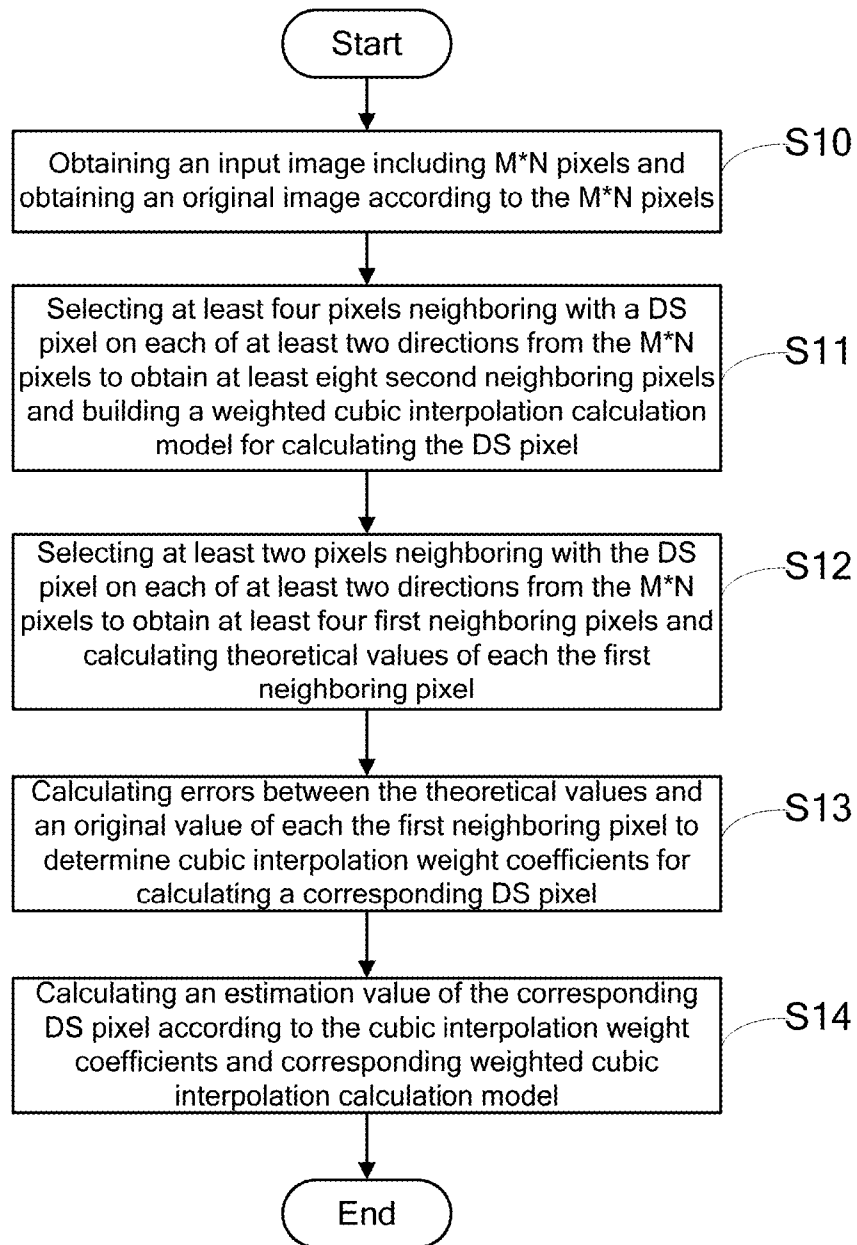 Start
Obtaining an input image including M*N pixels and
obtaining an original image according to the M*N pixels
S10
Selecting at least four pixels neighboring with a DS
pixel on each of at least two directions from the M*N
pixels to obtain at least eight second neighboring pixels
and building a weighted cubic interpolation calculation
model for calculating the DS pixel
S11
Selecting at least two pixels neighboring with the DS
pixel on each of at least two directions from the M*N
pixels to obtain at least four first neighboring pixels and
calculating theoretical values of each the first
neighboring pixel
S12
Calculating errors between the theoretical values and
an original value of each the first neighboring pixel to
determine cubic interpolation weight coefficients for
calculating a corresponding DS pixel
S13
Calculating an estimation value of the corresponding
DS pixel according to the cubic interpolation weight
coefficients and corresponding weighted cubic
interpolation calculation model
S14
End